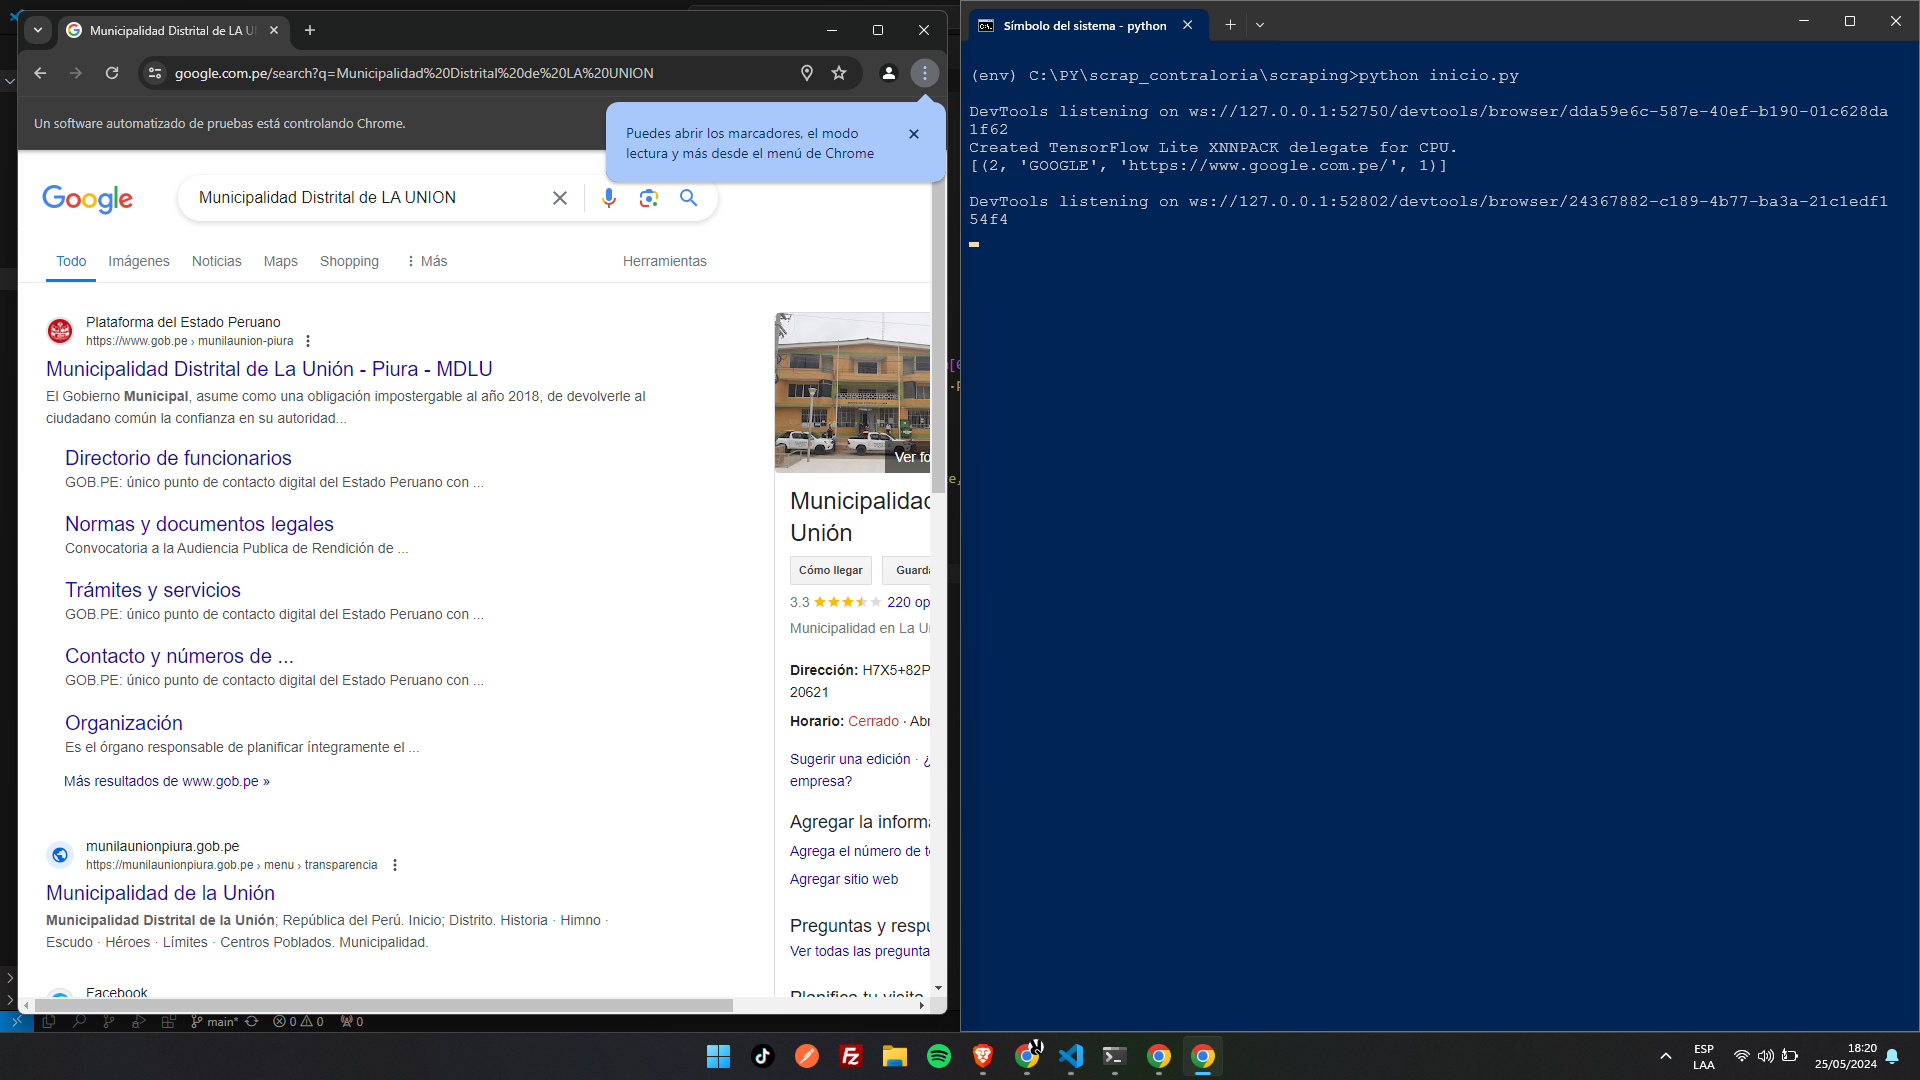 Municipalidad Distrital de LA U
google.com.pe/search?q=Municipalidad%20Distrital%20de%20LA%20UNION
Un software automatizado de pruebas está controlando Chrome.
Puedes abrir los marcadores, el modo
lectura y más desde el menú de Chrome
Google
Municipalidad Distrital de LA UNION
Todo
Imágenes
Noticias
Maps
Shopping
Más
Herramientas
Plataforma del Estado Peruano
https://www.gob.pe › munilaunion-piura
Municipalidad Distrital de La Unión - Piura - MDLU
El Gobierno Municipal, asume como una obligación impostergable al año 2018, de devolverle al
ciudadano común la confianza en su autoridad...
Directorio de funcionarios
GOB.PE: único punto de contacto digital del Estado Peruano con ...
Normas y documentos legales
Convocatoria a la Audiencia Publica de Rendición de ...
Trámites y servicios
GOB.PE: único punto de contacto digital del Estado Peruano con ...
Contacto y números de ...
GOB.PE: único punto de contacto digital del Estado Peruano con ...
Organización
Es el órgano responsable de planificar íntegramente el ...
Más resultados de www.gob.pe »
munilaunionpiura.gob.pe
https://munilaunionpiura.gob.pe › menu › transparencia
Municipalidad de la Unión
Municipalidad Distrital de la Unión; República del Perú. Inicio; Distrito. Historia · Himno ·
Escudo · Héroes · Límites · Centros Poblados. Municipalidad.
Facebook
Ver fo
Municipalidad
Unión
Cómo llegar
Guarda
3.3
220 op
Municipalidad en La U
Dirección: H7X5+82P
20621
Horario: Cerrado · Abr
Sugerir una edición · ¿
empresa?
Agregar la informa
Agrega el número de te
Agregar sitio web
Preguntas y respu
Ver todas las pregunta
Planifica tu visita
main*
0
0
0
Símbolo del sistema - python
(env) C:\PY\scrap_contraloria\scraping>python inicio.py
DevTools listening on ws://127.0.0.1:52750/devtools/browser/dda59e6c-587e-40ef-b190-01c628da
1f62
Created TensorFlow Lite XNNPACK delegate for CPU.
[(2, 'GOOGLE', 'https://www.google.com.pe/', 1)]
DevTools listening on ws://127.0.0.1:52802/devtools/browser/24367882-c189-4b77-ba3a-21c1edf1
54f4
ESP
LAA
18:20
25/05/2024